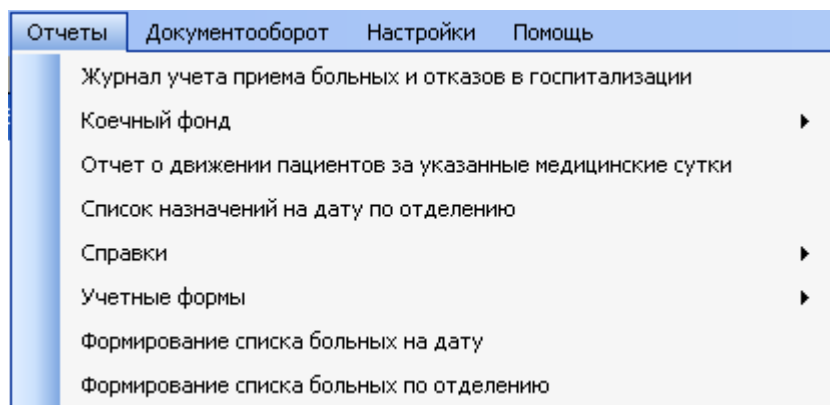 Отчеты Документооборот Настройки Помощь
Журнал учета приема больных и отказов в госпитализации
Коечный фонд
Отчет о движении пациентов за указанные медицинские сутки
Список назначений на дату по отделению
Справки
Учетные формы
Формирование списка больных на дату
Формирование списка больных по отделению